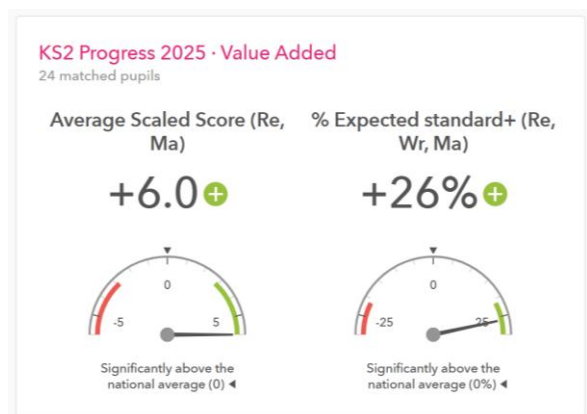 KS2 Progress 2025 · Value Added
24 matched pupils
Average Scaled Score (Re,
Ma)
+6.0
0
-5
5
Significantly above the
national average (0)
% Expected standard+ (Re,
Wr, Ma)
+26%
0
-25
25
Significantly above the
national average (0%)